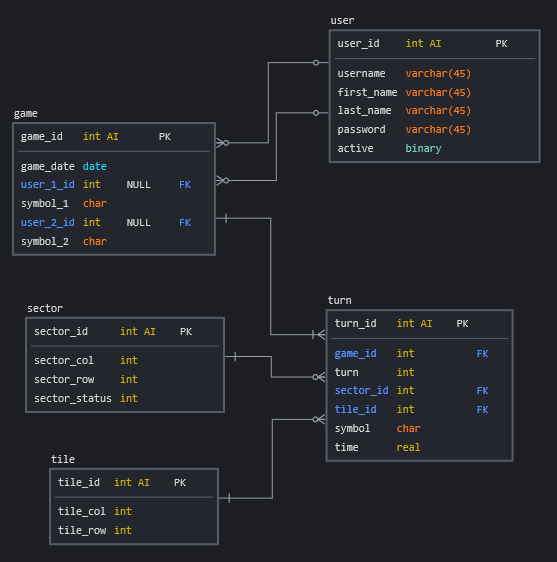 user
user_id int AI PK
username varchar(45)
first_name varchar(45)
last_name varchar(45)
password varchar(45)
active binary
game
game_id int AI PK
game_date date
user_1_id int NULL FK
symbol_1 char
user_2_id int NULL FK
symbol_2 char
sector
sector_id int AI PK
sector_col int
sector_row int
sector_status int
turn
turn_id int AI PK
game_id int FK
turn int
sector_id int FK
tile_id int FK
symbol char
time real
tile
tile_id int AI PK
tile_col int
tile_row int